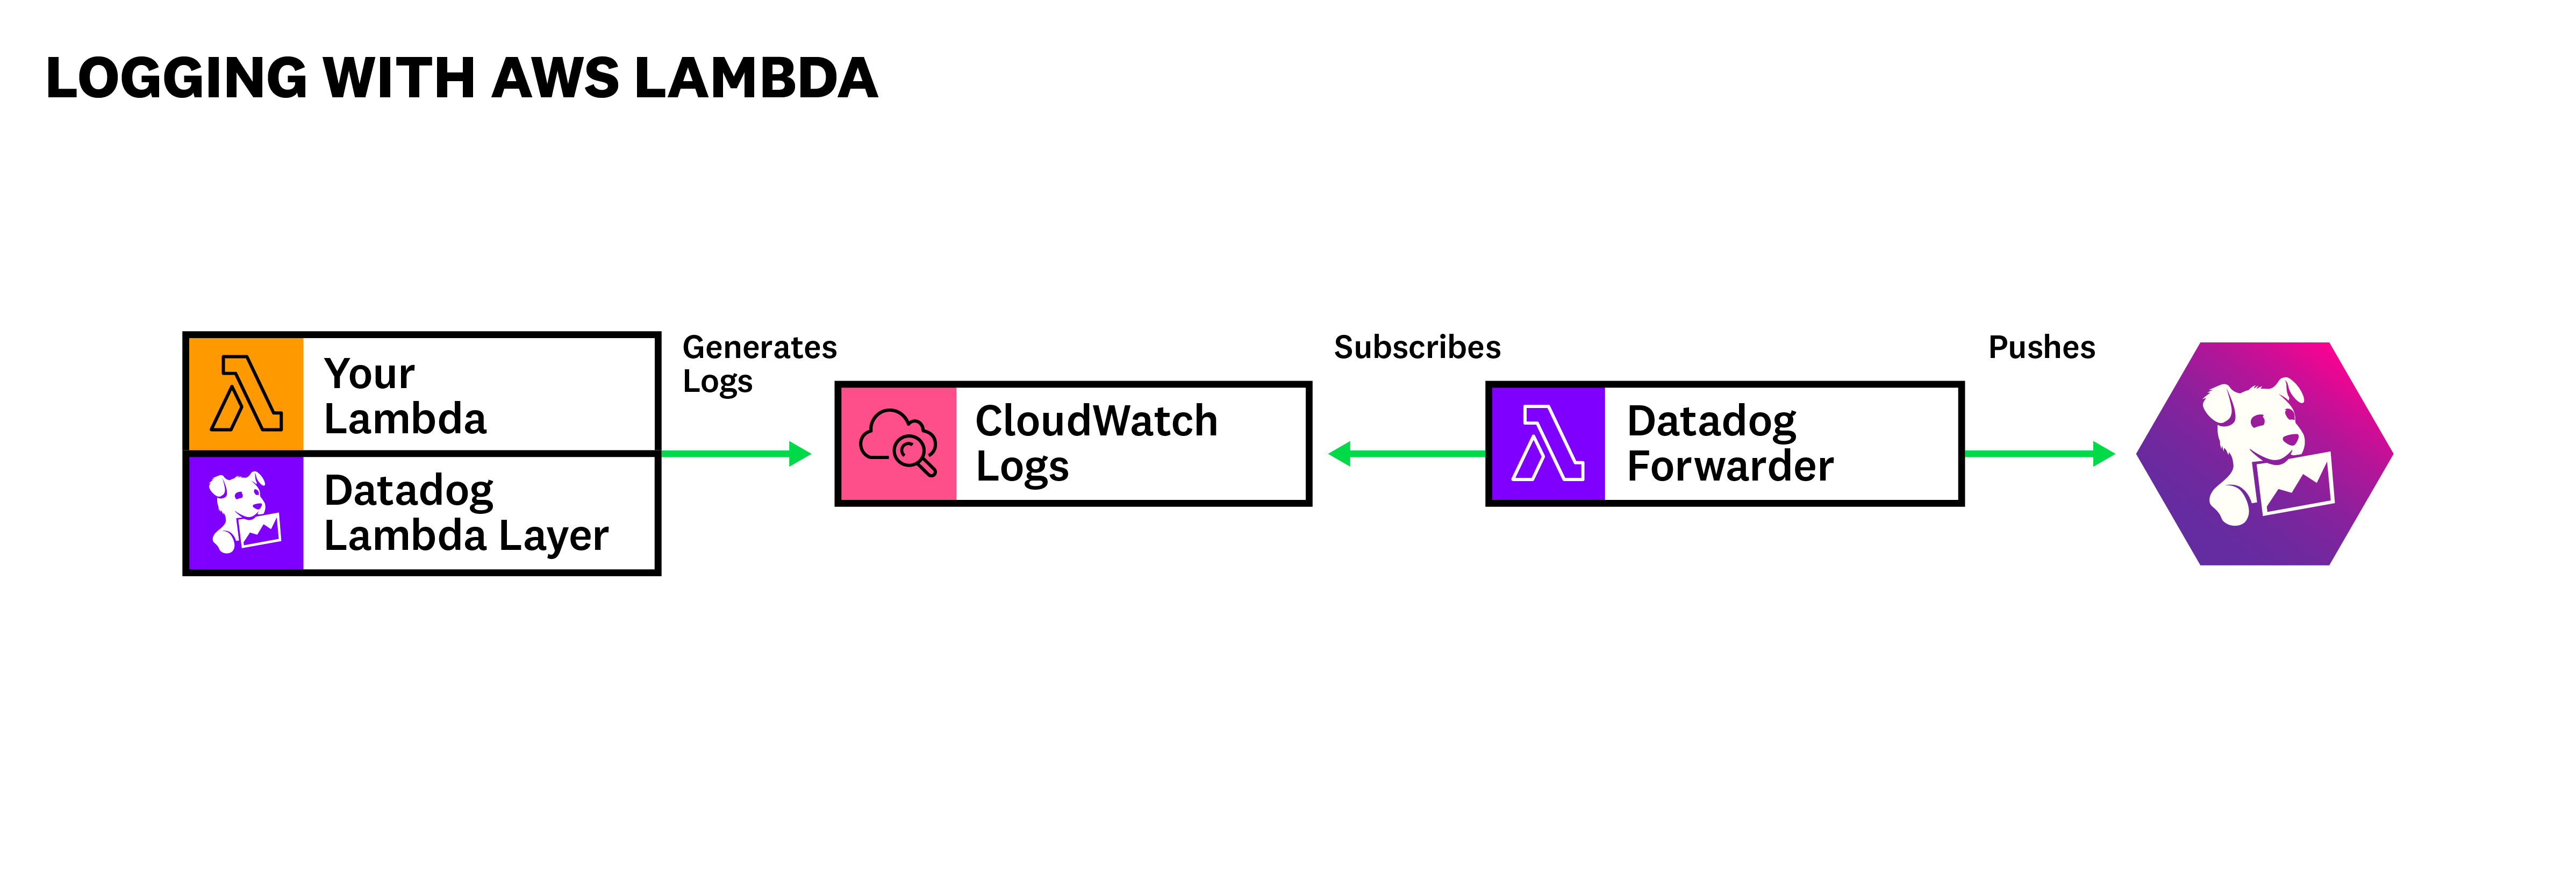 LOGGING WITH AWS LAMBDA
Your
Lambda
Datadog
Lambda Layer
Generates
Logs
CloudWatch
Logs
Subscribes
Datadog
Forwarder
Pushes